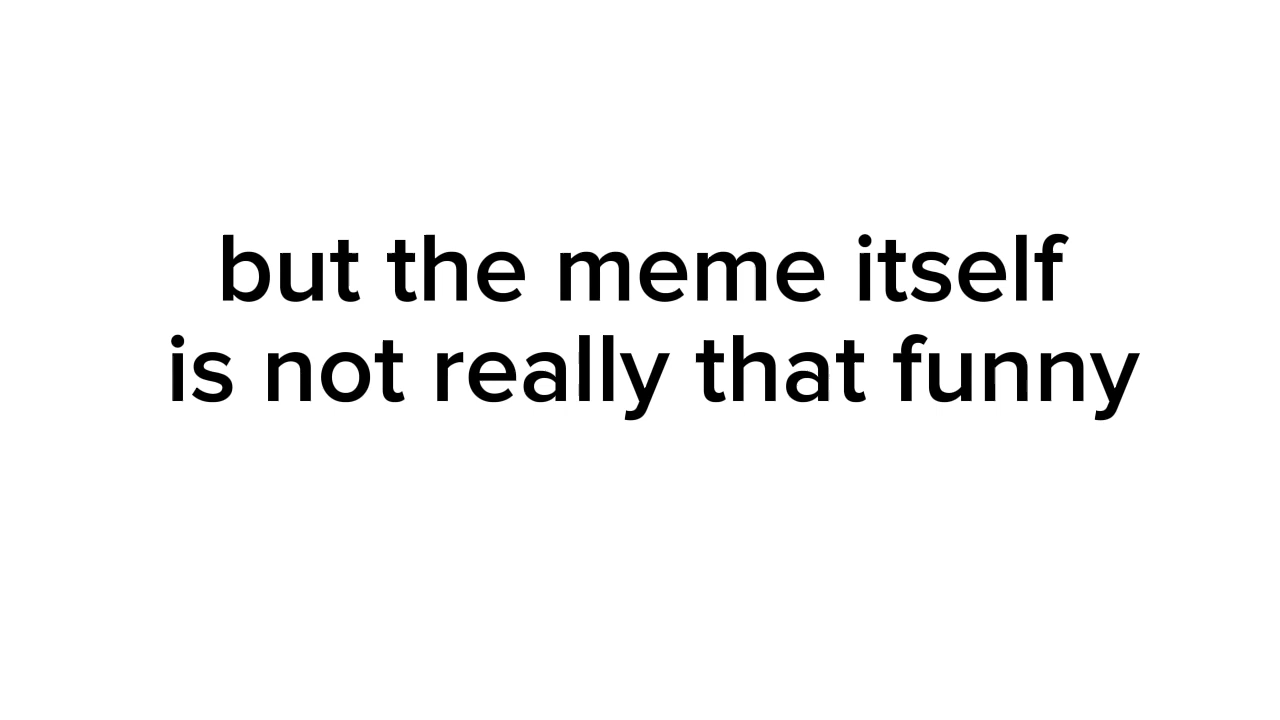 but the meme itself
is not really that funny